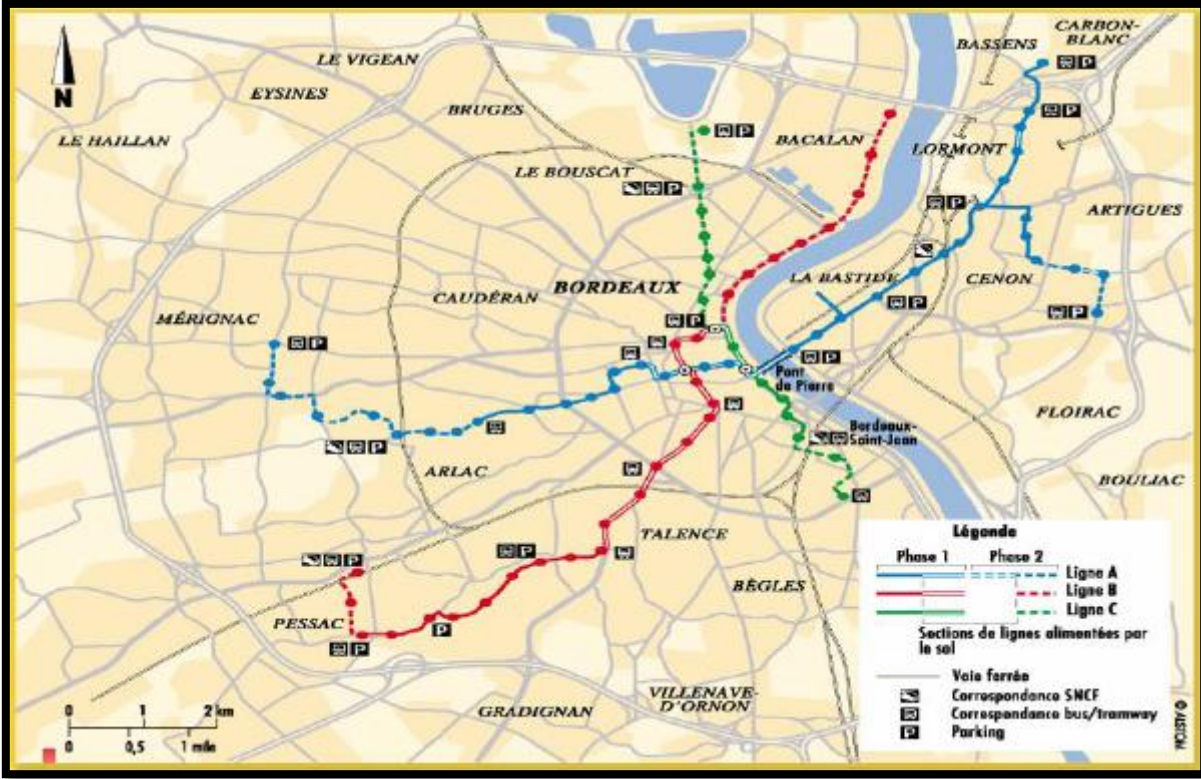 CARBON-
BLANC
BASSENS
LE VIGEAN
N
EYSINES
BRUGES
LE HAILLAN
BACALAN
LORMONT
LE BOUSCAT
ARTIGUES
LA BASTIDE
CENON
BORDEAUX
CAUDÉRAN
MÉRIGNAC
Pont
de Pierre
FLOIRAC
Bordeaux-
Saint-Jean
ARLAC
BOULIAC
TALENCE
BÈGLES
PESSAC
VILLENAVE-
D'ORNON
GRADIGNAN
0 1 2 km
0 0,5 1 mile
Légende
Phase 1 Phase 2
Ligne A
Ligne B
Ligne C
Sections de lignes alimentées par
le sol
Voie ferrée
Correspondance SNCF
Correspondance bus/tramway
P Parking
© ALSTOM